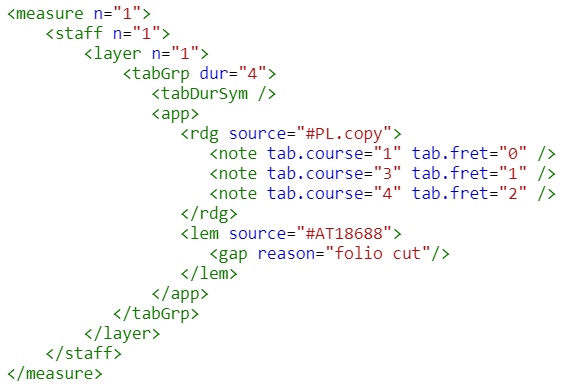 <measure n="1">
    <staff n="1">
        <layer n="1">
            <tabGrp dur="4">
               <tabDurSym />
               <app>
                  <rdg source="#PL.copy">
                     <note tab.course="1" tab.fret="0" />
                     <note tab.course="3" tab.fret="1" />
                     <note tab.course="4" tab.fret="2" />
                  </rdg>
                  <lem source="#AT18688">
                     <gap reason="folio cut"/>
                  </lem>
               </app>
           </tabGrp>
        </layer>
    </staff>
</measure>